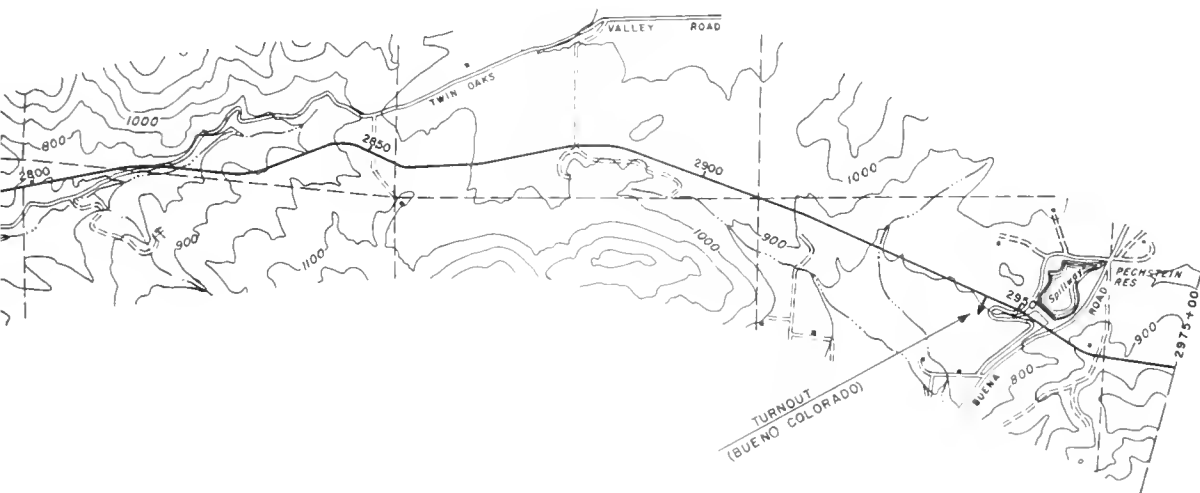 VALLEY ROAD
TWIN OAKS
1000
800
2800
2850
2900
1000
900
1100
1000
900
2950
Spillway
PECHSTEIN
RES
ROAD
BUENA
900
800
2975+00
TURNOUT
(BUENO COLORADO)